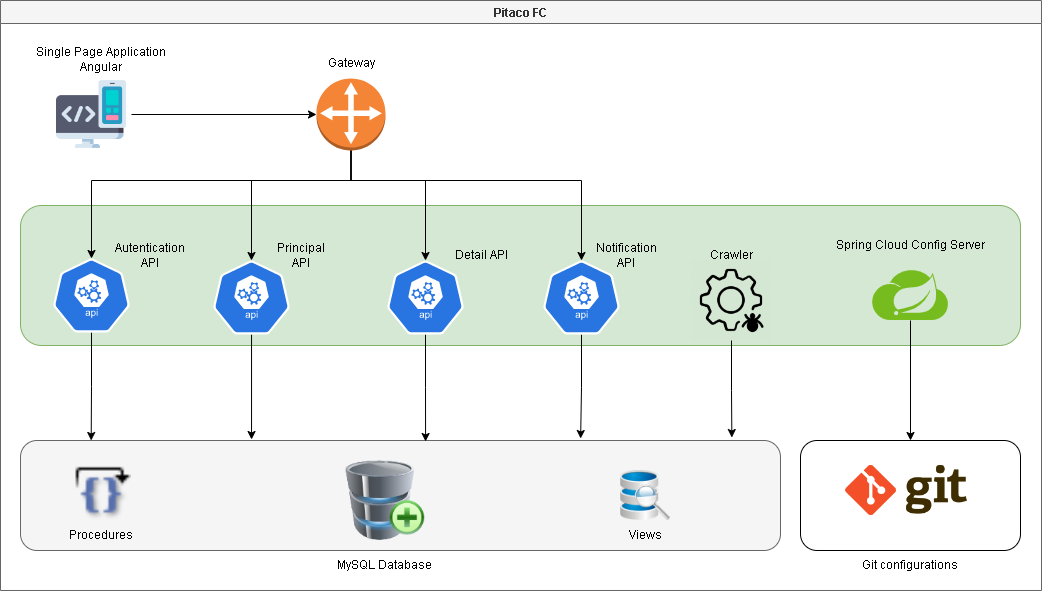 Pitaco FC
Single Page Application
Angular
Gateway
Autentication
API
Principal
API
Detail API
Notification
API
Crawler
Spring Cloud Config Server
api
api
api
api
Procedures
Views
git
MySQL Database
Git configurations